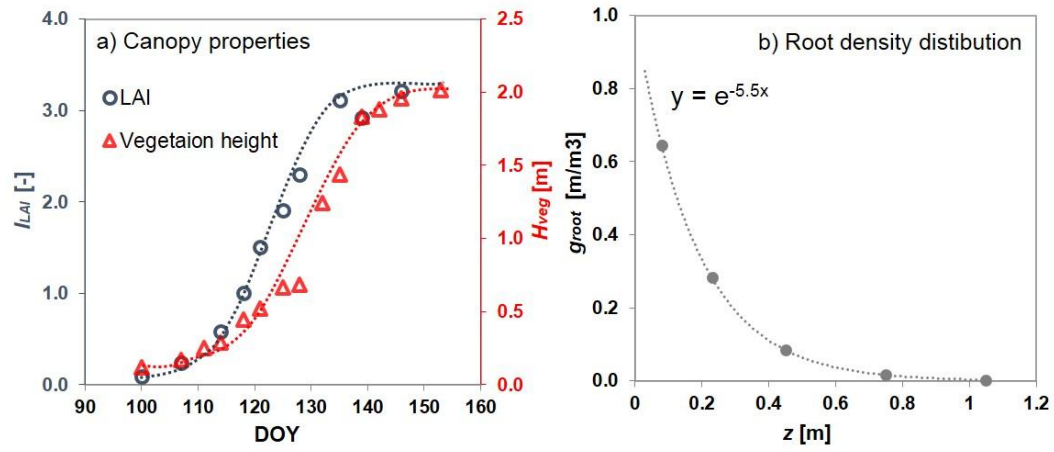 a) Canopy properties
LAI
Vegetaion height
4.0
3.0
2.0
1.0
0.0
I_LAI [-]
2.5
2.0
1.5
1.0
0.5
0.0
H_veg [m]
90 100 110 120 130 140 150 160
DOY
b) Root density distibution
y = e^-5.5x
1.0
0.8
0.6
0.4
0.2
0.0
g_root [m/m3]
0 0.2 0.4 0.6 0.8 1 1.2
z [m]